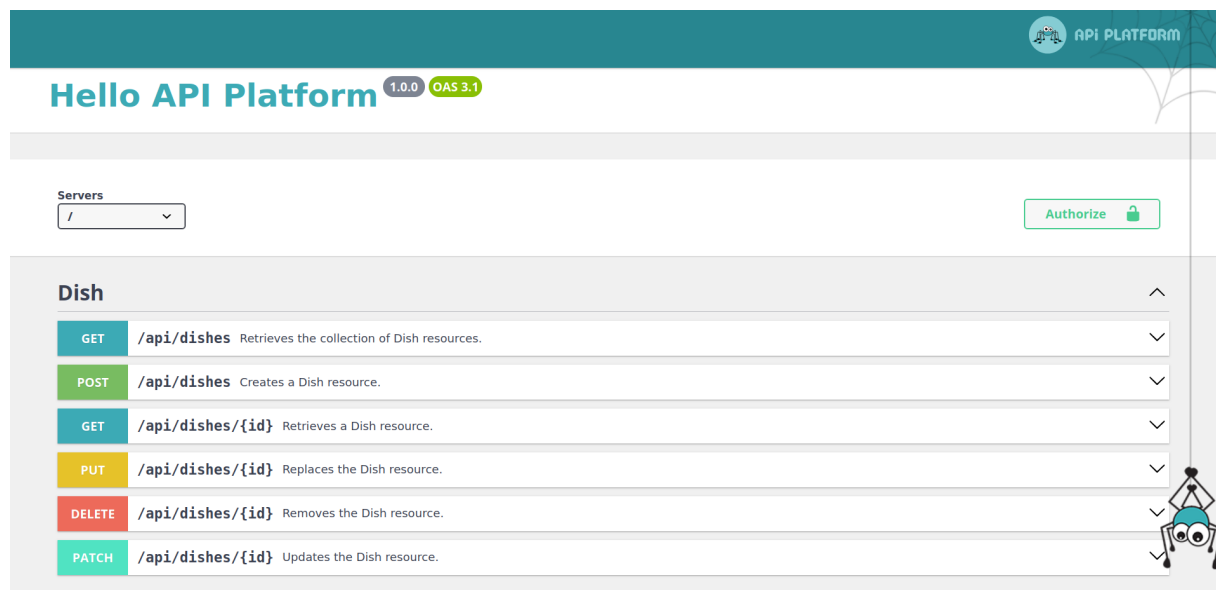 APi PLATFORM
Hello API Platform 1.0.0 OAS 3.1
Servers
/
Authorize
Dish
GET /api/dishes Retrieves the collection of Dish resources.
POST /api/dishes Creates a Dish resource.
GET /api/dishes/{id} Retrieves a Dish resource.
PUT /api/dishes/{id} Replaces the Dish resource.
DELETE /api/dishes/{id} Removes the Dish resource.
PATCH /api/dishes/{id} Updates the Dish resource.